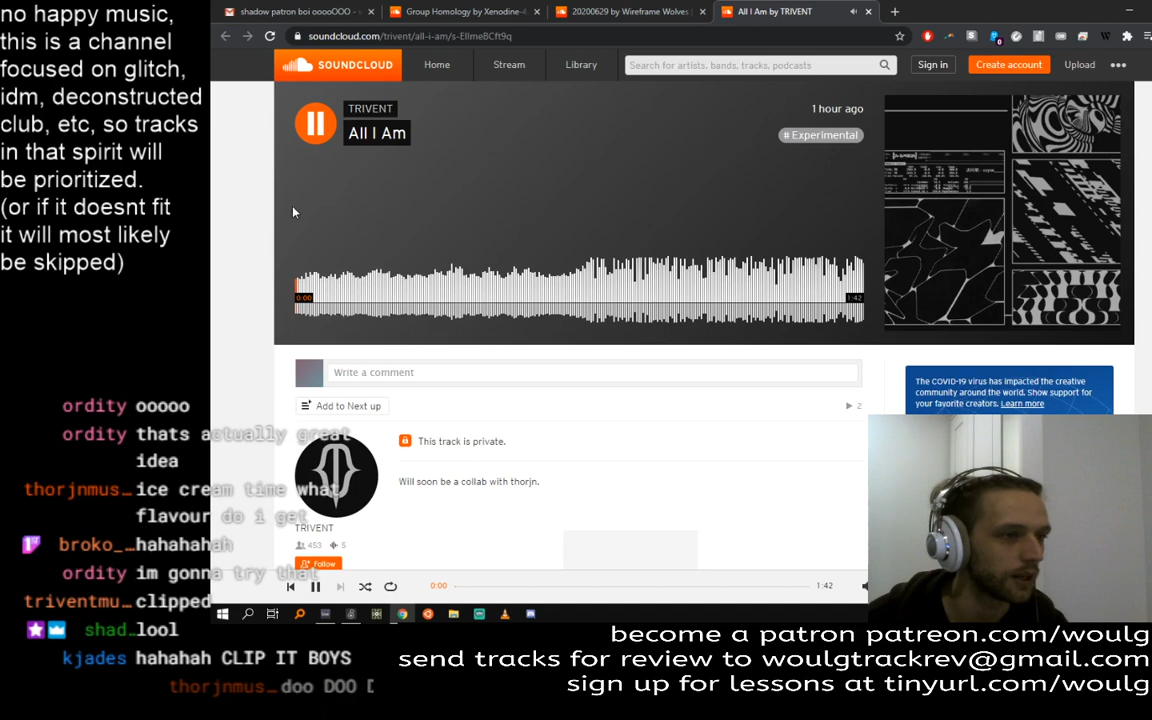 no happy music,
this is a channel
focused on glitch,
idm, deconstructed
club, etc, so tracks
in that spirit will
be prioritized.
(or if it doesnt fit
it will most likely
be skipped)
shadow patron boi ooooOOO -
Group Homology by Xenodine-
20200629 by Wireframe Wolves
All I Am by TRIVENT
soundcloud.com/trivent/all-i-am/s-EIlmeBCft9q
SOUNDCLOUD
Home
Stream
Library
Search for artists, bands, tracks, podcasts
Sign in
Create account
Upload
TRIVENT
All I Am
1 hour ago
# Experimental
0:00
1:42
Write a comment
Add to Next up
2
This track is private.
Will soon be a collab with thorjn.
TRIVENT
453 5
Follow
The COVID-19 virus has impacted the creative
community around the world. Show support for
your favorite creators. Learn more
0:00
1:42
ordity ooooo
ordity thats actually great
idea
thorjnmus... ice cream time what
flavour do i get
broko_... hahahahah
ordity im gonna try that
triventmu... clipped
shad... lool
kjades hahahah CLIP IT BOYS
thorjnmus... doo DOO
become a patron patreon.com/woulg
send tracks for review to woulgtrackrev@gmail.com
sign up for lessons at tinyurl.com/woulg